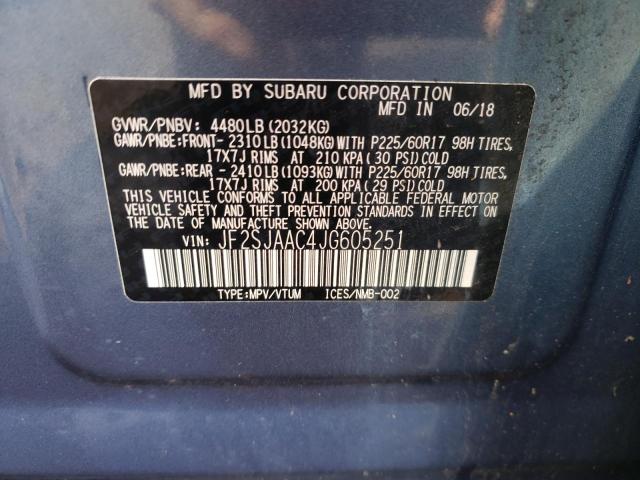 MFD BY SUBARU CORPORATION
MFD IN 06/18
GVWR/PNBV: 4480LB (2032KG)
GAWR/PNBE:FRONT- 2310LB (1048KG) WITH P225/60R17 98H TIRES,
17X7J RIMS AT 210 KPA (30 PSI) COLD
GAWR/PNBE:REAR - 2410LB (1093KG) WITH P225/60R17 98H TIRES,
17X7J RIMS AT 200 KPA (29 PSI) COLD
THIS VEHICLE CONFORMS TO ALL APPLICABLE FEDERAL MOTOR
VEHICLE SAFETY AND THEFT PREVENTION STANDARDS IN EFFECT ON
THE DATE OF MANUFACTURE SHOWN ABOVE.
VIN: JF2SJAAC4JG605251
TYPE:MPV/VTUM ICES/NMB-002